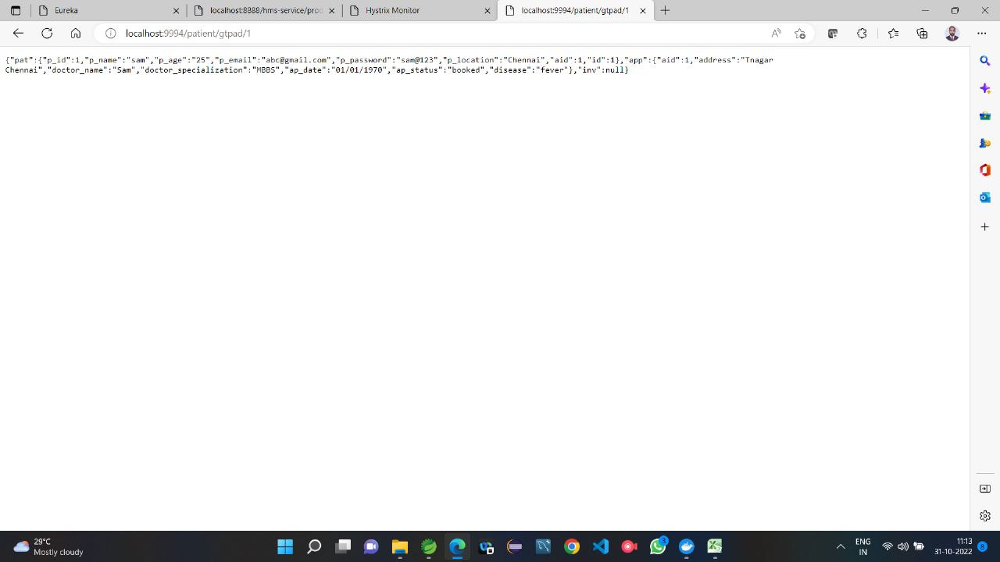 Eureka
localhost:8888/hms-service/prod
Hystrix Monitor
localhost:9994/patient/gtpad/1
localhost:9994/patient/gtpad/1
{"pat":{"p_id":1,"p_name":"sam","p_age":"25","p_email":"abc@gmail.com","p_password":"sam@123","p_location":"Chennai","aid":1,"id":1},"app":{"aid":1,"address":"Tnagar
Chennai","doctor_name":"Sam","doctor_specialization":"MBBS","ap_date":"01/01/1970","ap_status":"booked","disease":"fever"},"inv":null}
29°C
Mostly cloudy
3
ENG
IN
11:13
31-10-2022
8